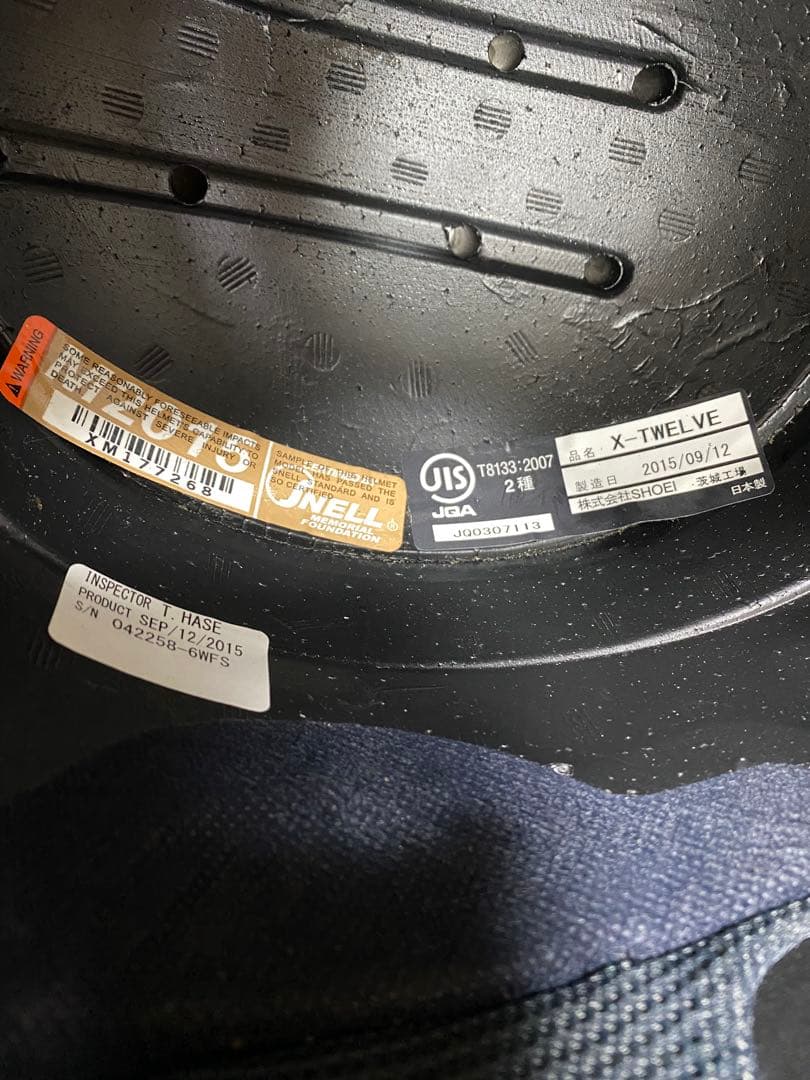 WARNING
SOME REASONABLY FORESEEABLE IMPACTS
MAY EXCEED THIS HELMET'S CAPABILITY TO
PROTECT AGAINST SEVERE INJURY OR
DEATH
XM177268
SAMPLE OF THIS HELMET
MODEL HAS PASSED THE
SNELL STANDARD AND IS
SO CERTIFIED
SNELL®
MEMORIAL
FOUNDATION
JIS
JQA
T8133:2007
2種
JQ0307113
品名. X-TWELVE
製造日 2015/09/12
株式会社SHOEI 茨城工場
日本製
INSPECTOR T.HASE
PRODUCT SEP/12/2015
S/N 042258-6WFS